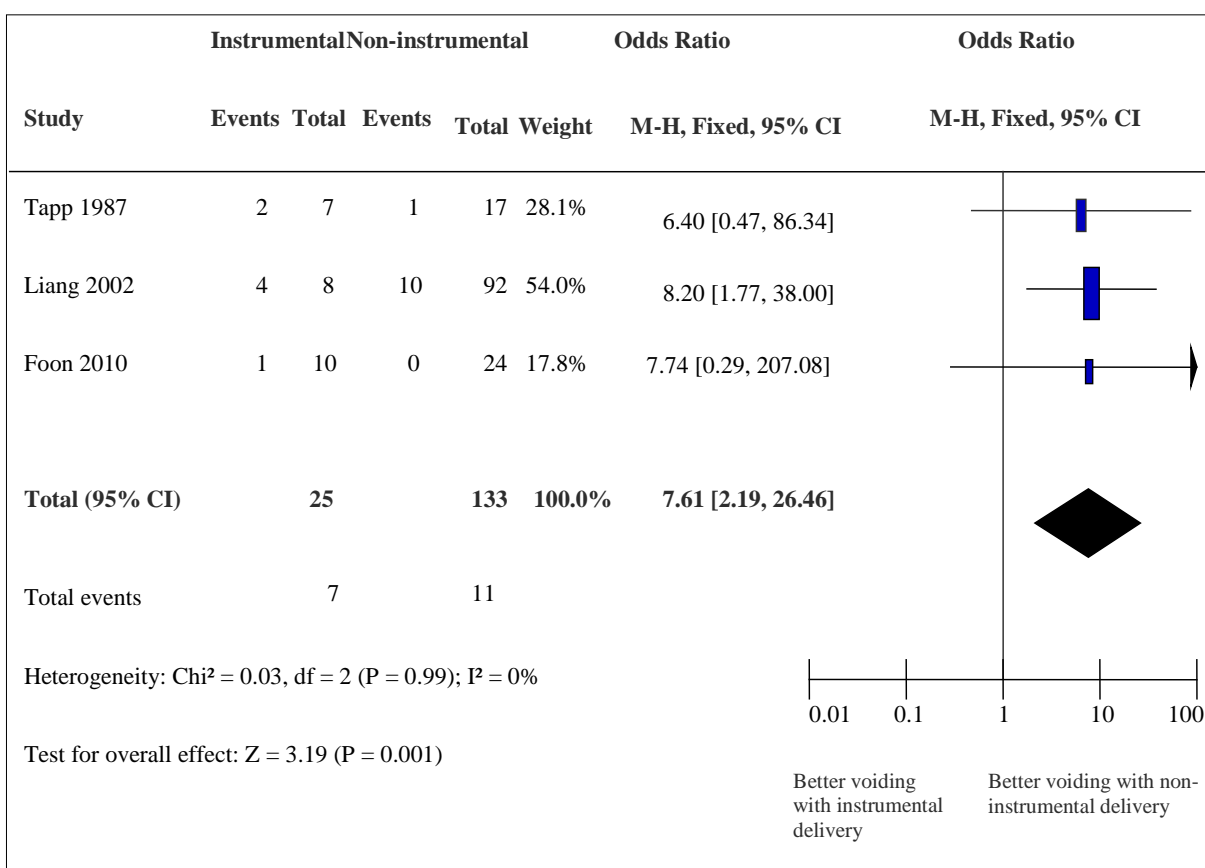 Instrumental Non-instrumental Odds Ratio Odds Ratio
Study Events Total Events Total Weight M-H, Fixed, 95% CI M-H, Fixed, 95% CI
Tapp 1987 2 7 1 17 28.1% 6.40 [0.47, 86.34]
Liang 2002 4 8 10 92 54.0% 8.20 [1.77, 38.00]
Foon 2010 1 10 0 24 17.8% 7.74 [0.29, 207.08]
Total (95% CI) 25 133 100.0% 7.61 [2.19, 26.46]
Total events 7 11
Heterogeneity: Chi² = 0.03, df = 2 (P = 0.99); I² = 0%
Test for overall effect: Z = 3.19 (P = 0.001)
0.01 0.1 1 10 100
Better voiding
with instrumental
delivery
Better voiding with non-
instrumental delivery